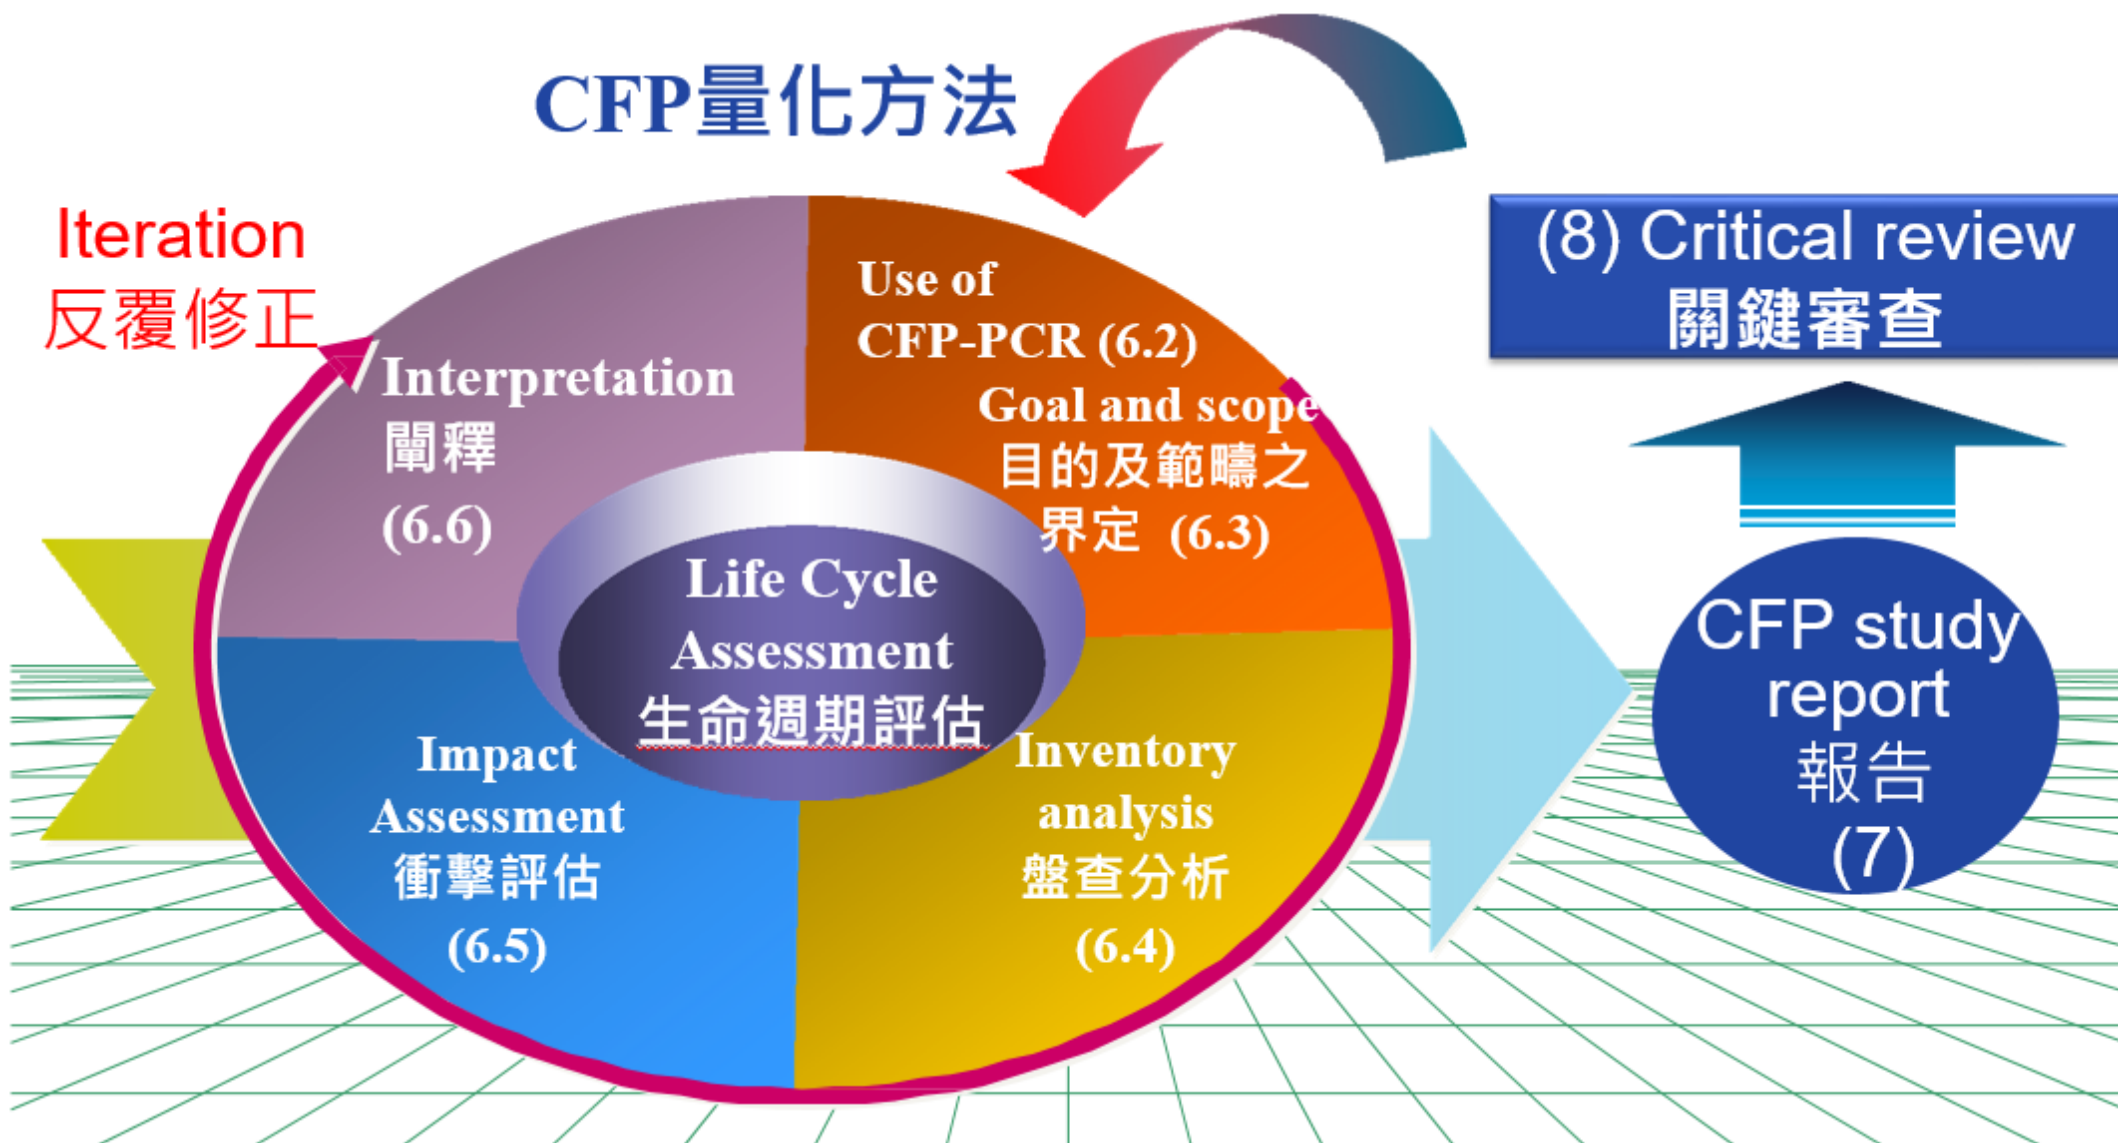 CFP量化方法
Iteration
反覆修正
Use of
CFP-PCR (6.2)
Goal and scope
目的及範疇之
界定 (6.3)
Inventory
analysis
盤查分析
(6.4)
Impact
Assessment
衝擊評估
(6.5)
Interpretation
闡釋
(6.6)
Life Cycle
Assessment
生命週期評估
CFP study
report
報告
(7)
(8) Critical review
關鍵審查